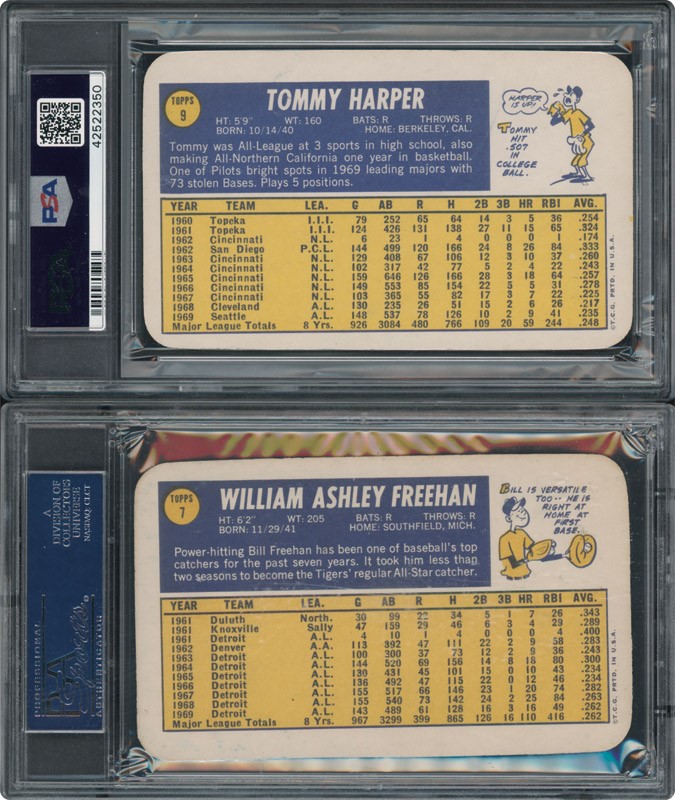 PSA
42522350
TOPPS
9
TOMMY HARPER
HT: 5'9" WT: 160 BATS: R THROWS: R
BORN: 10/14/40 HOME: BERKELEY, CAL.
Tommy was All-League at 3 sports in high school, also
making All-Northern California one year in basketball.
One of Pilots bright spots in 1969 leading majors with
73 stolen Bases. Plays 5 positions.
HARPER
IS UP!
TOMMY
HIT
.507
IN
COLLEGE
BALL.
YEAR TEAM LEA. G AB R H 2B 3B HR RBI AVG.
1960 Topeka I.I.I. 79 252 65 64 14 3 5 36 .254
1961 Topeka I.I.I. 124 426 131 138 27 11 15 65 .324
1962 Cincinnati N.L. 6 23 1 4 0 0 0 1 .174
1962 San Diego P.C.L. 144 499 120 166 24 8 26 84 .333
1963 Cincinnati N.L. 129 408 67 106 12 3 10 37 .260
1964 Cincinnati N.L. 102 317 42 77 5 2 4 22 .243
1965 Cincinnati N.L. 159 646 126 166 28 3 18 64 .257
1966 Cincinnati N.L. 149 553 85 154 22 5 5 31 .278
1967 Cincinnati N.L. 103 365 55 82 17 3 7 22 .225
1968 Cleveland A.L. 130 235 26 51 15 2 6 26 .217
1969 Seattle A.L. 148 537 78 126 10 2 9 41 .235
Major League Totals 8 Yrs. 926 3084 480 766 109 20 59 244 .248
©T.C.G. PRTD. IN U.S.A.
A
DIVISION OF
COLLECTORS
UNIVERSE
NASDAQ: CLCT
PROFESSIONAL
PSA
Sports
AUTHENTICATOR
TOPPS
7
WILLIAM ASHLEY FREEHAN
HT: 6'2" WT: 205 BATS: R THROWS: R
BORN: 11/29/41 HOME: SOUTHFIELD, MICH.
Power-hitting Bill Freehan has been one of baseball's top
catchers for the past seven years. It took him less than
two seasons to become the Tigers' regular All-Star catcher.
BILL IS VERSATILE
TOO-- HE IS
RIGHT AT
HOME AT
FIRST
BASE.
YEAR TEAM LEA. G AB R H 2B 3B HR RBI AVG.
1961 Duluth North. 30 99 22 34 5 1 7 26 .343
1961 Knoxville Sally 47 159 29 46 6 3 4 29 .289
1961 Detroit A.L. 4 10 1 4 0 0 0 4 .400
1962 Denver A.A. 113 392 47 111 22 2 9 58 .283
1963 Detroit A.L. 100 300 37 73 12 2 9 36 .243
1964 Detroit A.L. 144 520 69 156 14 8 18 80 .300
1965 Detroit A.L. 130 431 45 101 15 0 10 43 .234
1966 Detroit A.L. 136 492 47 115 22 0 12 46 .234
1967 Detroit A.L. 155 517 66 146 23 1 20 74 .282
1968 Detroit A.L. 155 540 73 142 24 2 25 84 .263
1969 Detroit A.L. 143 489 61 128 16 3 16 49 .262
Major League Totals 8 Yrs. 967 3299 399 865 126 16 110 416 .262
©T.C.G. PRTD. IN U.S.A.